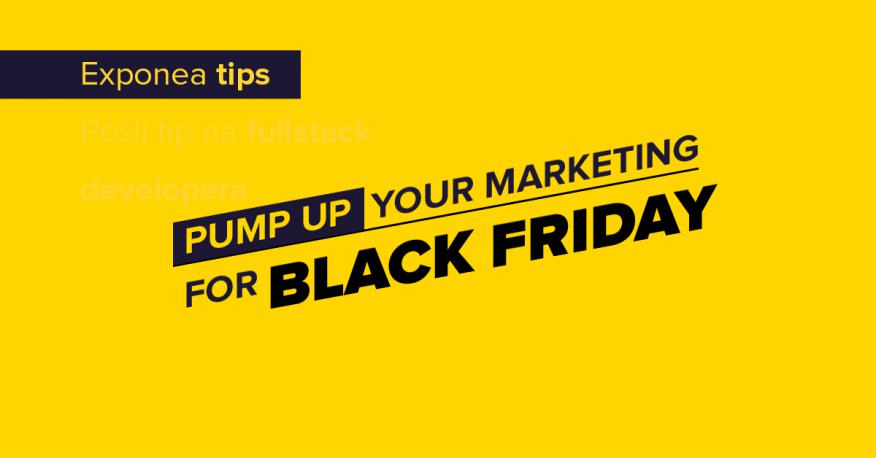 Exponea tips
Pošli tip na fullstack
developera
PUMP UP YOUR MARKETING
FOR BLACK FRIDAY